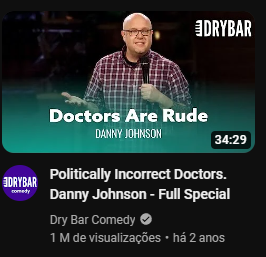 DRYBAR
Doctors Are Rude
DANNY JOHNSON
34:29
DRYBAR
comedy
Politically Incorrect Doctors.
Danny Johnson - Full Special
Dry Bar Comedy
1 M de visualizações • há 2 anos